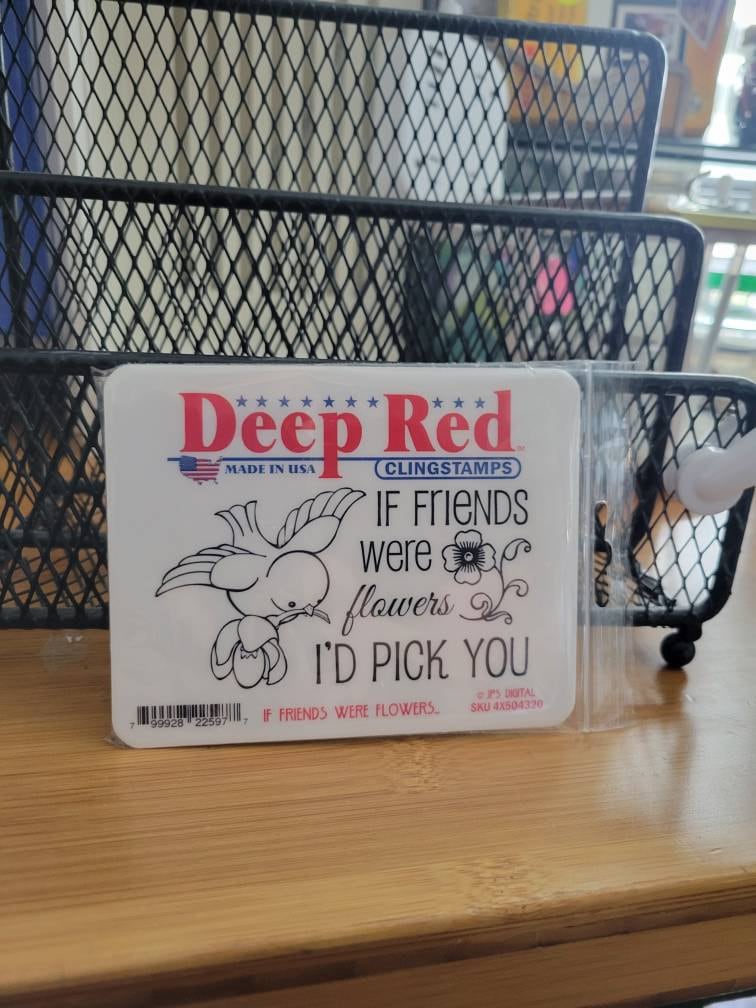 Deep Red
MADE IN USA
CLINGSTAMPS
IF FRIENDS
were
flowers
I'D PICK YOU
7 99928 22597 7
IF FRIENDS WERE FLOWERS...
© JPS DIGITAL
SKU 4X504320